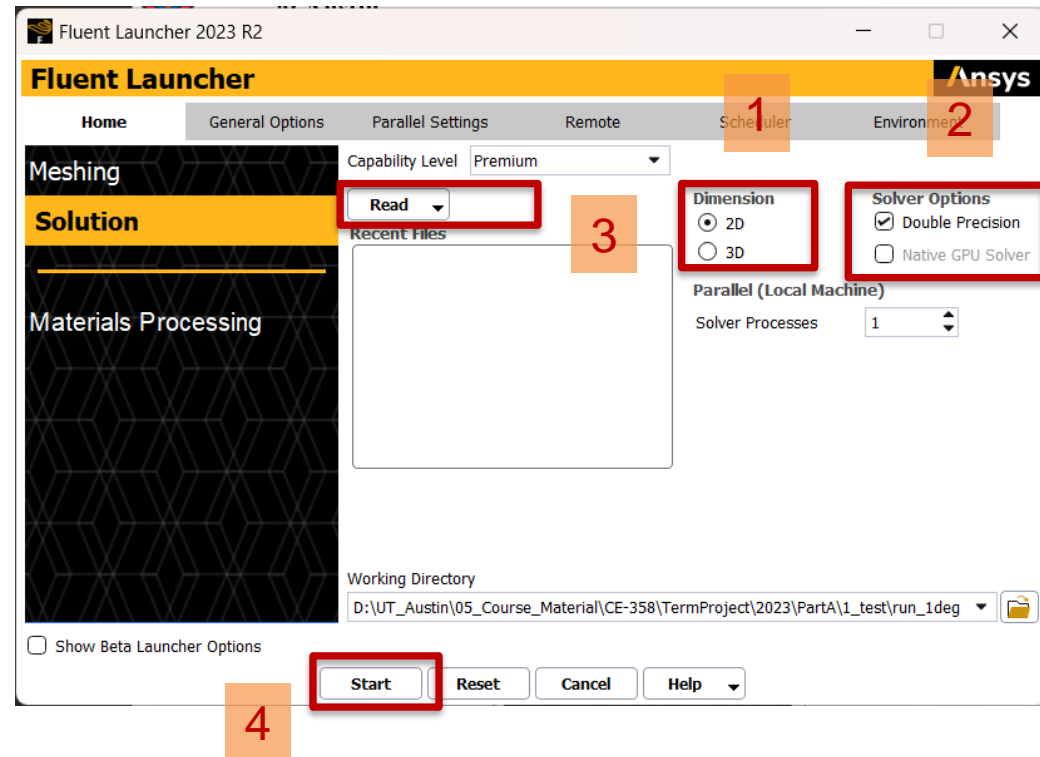 in Austin
Fluent Launcher 2023 R2
Fluent Launcher
Ansys
Home General Options Parallel Settings Remote Scheduler Environment
1
2
Meshing
Solution
Materials Processing
Capability Level Premium
Read
3
Recent Files
Dimension
2D
3D
Solver Options
Double Precision
Native GPU Solver
Parallel (Local Machine)
Solver Processes 1
Working Directory
D:\UT_Austin\05_Course_Material\CE-358\TermProject\2023\PartA\1_test\run_1deg
Show Beta Launcher Options
Start Reset Cancel Help
4